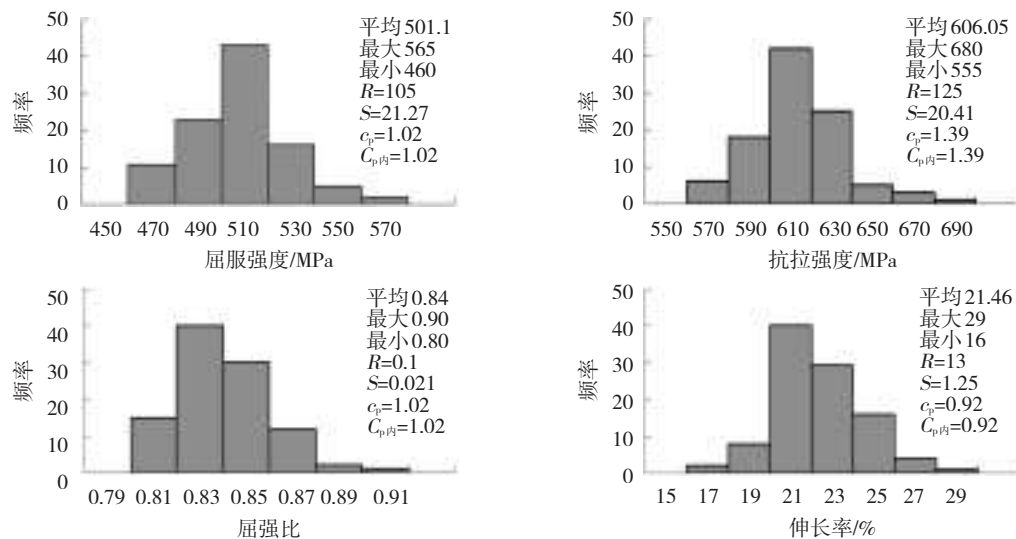 50
40
30
20
10
0
频率
平均501.1
最大565
最小460
R=105
S=21.27
cp=1.02
Cp内=1.02
450 470 490 510 530 550 570
屈服强度/MPa
50
40
30
20
10
0
频率
606.05
最大680
最小555
R=125
S=20.41
cp=1.39
Cp内=1.39
550 570 590 610 630 650 670 690
抗拉强度/MPa
50
40
30
20
10
0
频率
平均0.84
最大0.90
最小0.80
R=0.1
S=0.021
cp=1.02
Cp内=1.02
0.79 0.81 0.83 0.85 0.87 0.89 0.91
屈强比
50
40
30
20
10
0
频率
平均21.46
最大29
最小16
R=13
S=1.25
cp=0.92
Cp内=0.92
15 17 19 21 23 25 27 29
伸长率/%